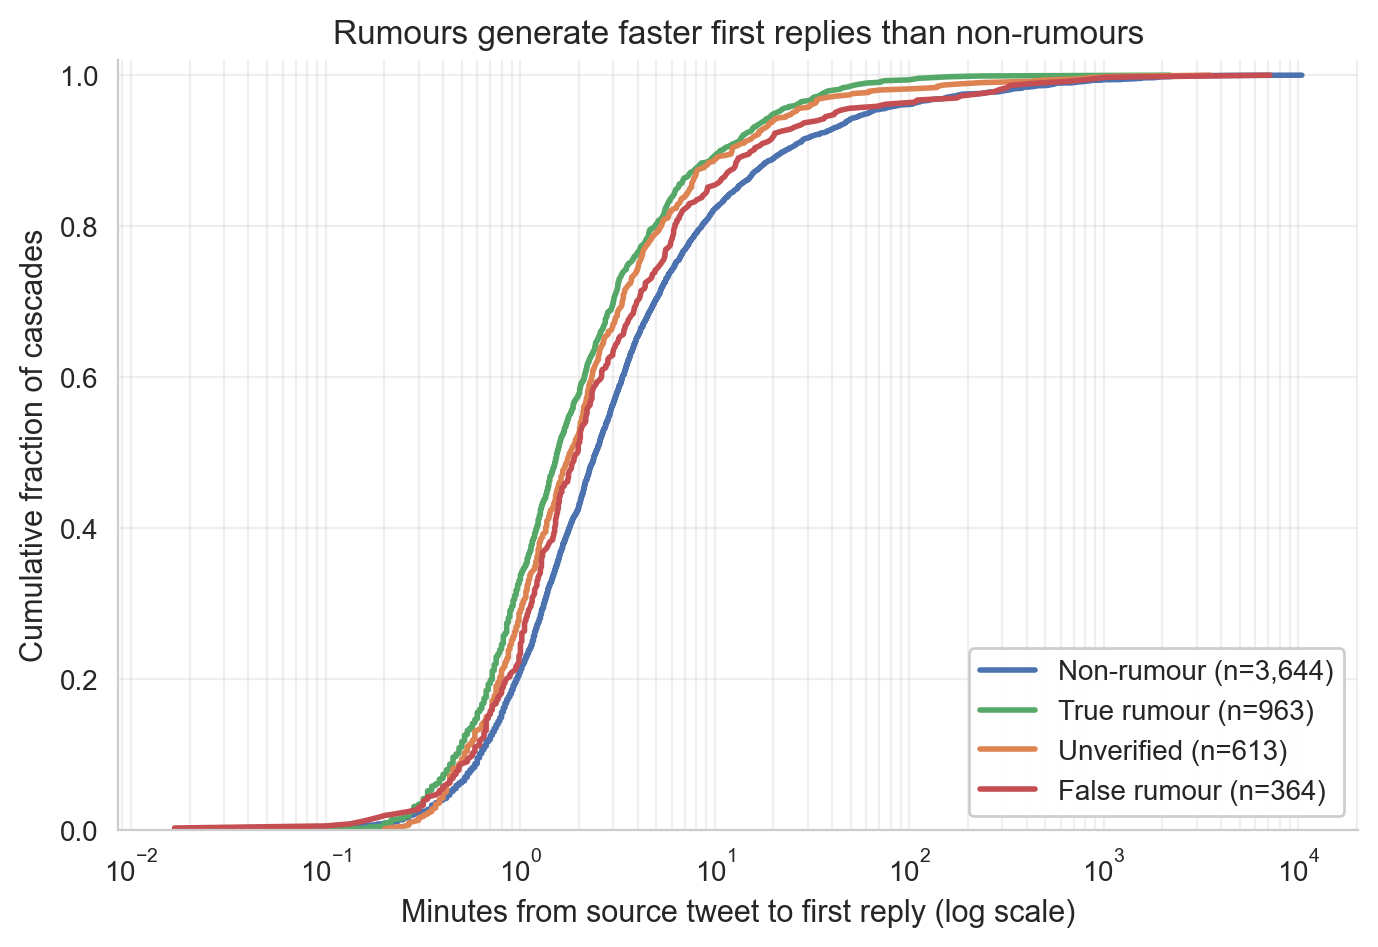 Rumours generate faster first replies than non-rumours
Cumulative fraction of cascades
1.0
0.8
0.6
0.4
0.2
0.0
10⁻² 10⁻¹ 10⁰ 10¹ 10² 10³ 10⁴
Minutes from source tweet to first reply (log scale)
Non-rumour (n=3,644)
True rumour (n=963)
Unverified (n=613)
False rumour (n=364)